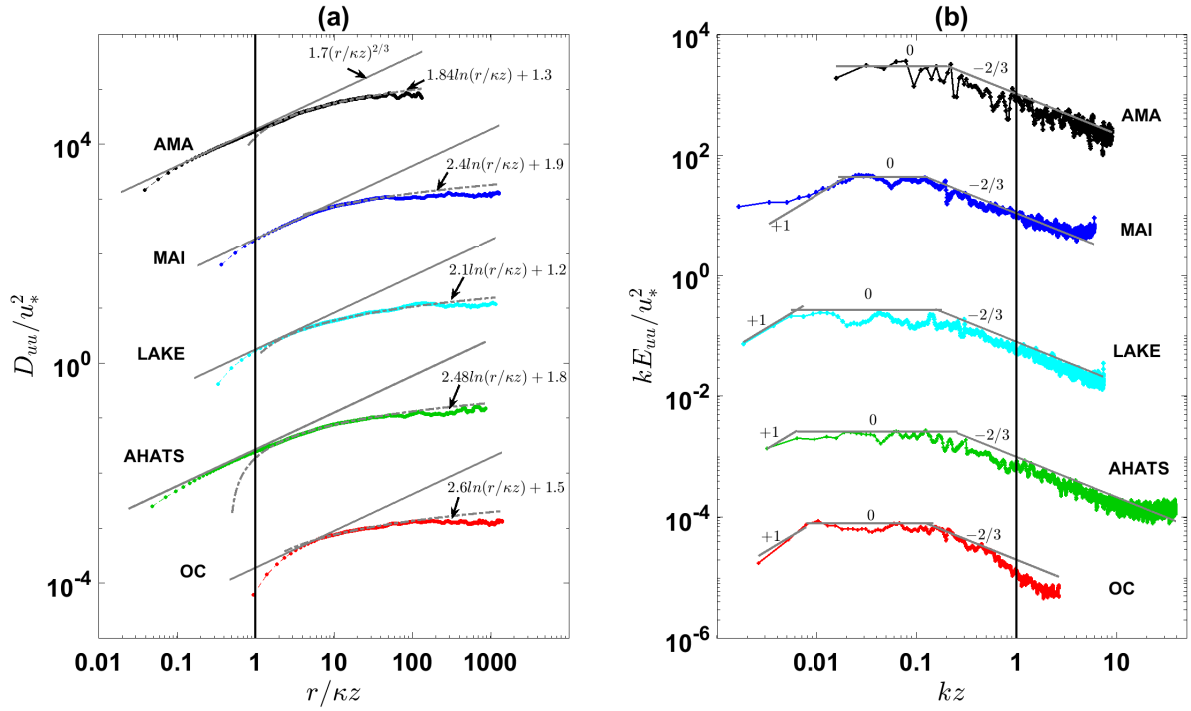 (a)
$D_{uu}/u_*^2$
10^4
10^0
10^-4
1.7(r/κz)^{2/3}
1.84ln(r/κz) + 1.3
AMA
2.4ln(r/κz) + 1.9
MAI
2.1ln(r/κz) + 1.2
LAKE
2.48ln(r/κz) + 1.8
AHATS
2.6ln(r/κz) + 1.5
OC
0.01 0.1 1 10 100 1000
r/κz
(b)
$kE_{uu}/u_*^2$
10^4
10^2
10^0
10^-2
10^-4
10^-6
0
−2/3
AMA
0
−2/3
+1
MAI
0
+1
−2/3
LAKE
0
+1
−2/3
AHATS
0
+1
−2/3
OC
0.01 0.1 1 10
kz